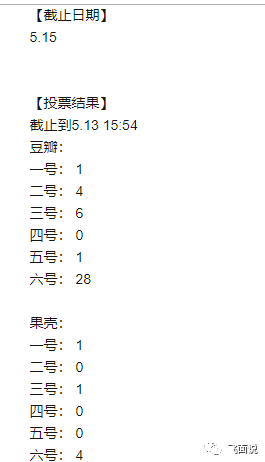 【截止日期】
5.15
【投票结果】
截止到5.13 15:54
豆瓣：
一号： 1
二号： 4
三号： 6
四号： 0
五号： 1
六号： 28
果壳：
一号： 1
二号： 0
三号： 1
四号： 0
五号： 0
六号： 4
飞面说